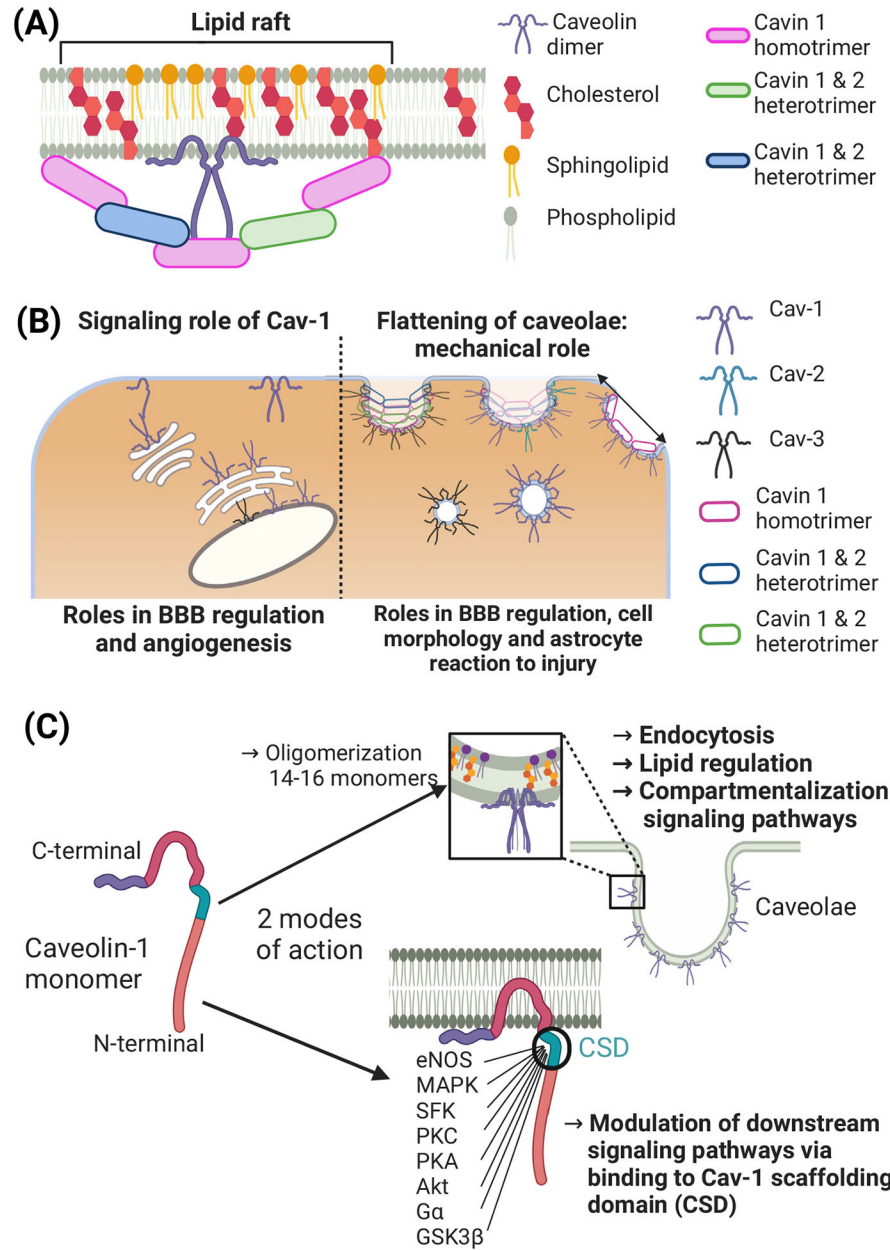 (A)
Lipid raft
Caveolin
dimer
Cholesterol
Sphingolipid
Phospholipid
Cavin 1
homotrimer
Cavin 1 & 2
heterotrimer
Cavin 1 & 2
heterotrimer
(B)
Signaling role of Cav-1
Flattening of caveolae:
mechanical role
Roles in BBB regulation
and angiogenesis
Roles in BBB regulation, cell
morphology and astrocyte
reaction to injury
Cav-1
Cav-2
Cav-3
Cavin 1
homotrimer
Cavin 1 & 2
heterotrimer
Cavin 1 & 2
heterotrimer
(C)
→ Oligomerization
14-16 monomers
→ Endocytosis
→ Lipid regulation
→ Compartmentalization
signaling pathways
C-terminal
Caveolin-1
monomer
N-terminal
2 modes
of action
Caveolae
CSD
eNOS
MAPK
SFK
PKC
PKA
Akt
Gα
GSK3β
→ Modulation of downstream
signaling pathways via
binding to Cav-1 scaffolding
domain (CSD)